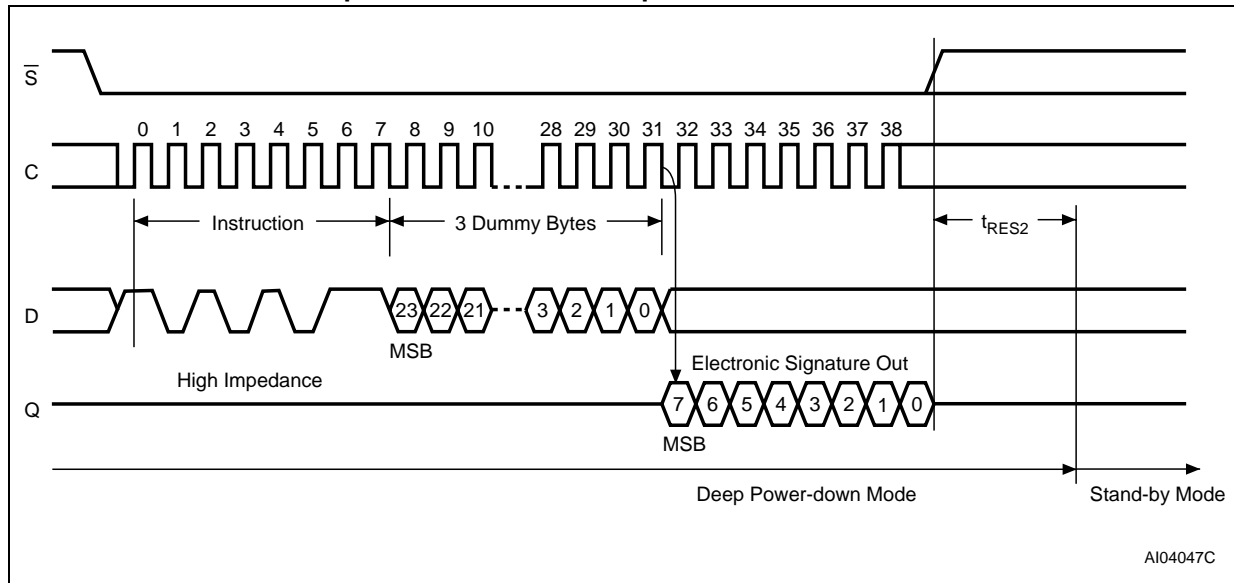 S
0 1 2 3 4 5 6 7 8 9 10 28 29 30 31 32 33 34 35 36 37 38
C
Instruction 3 Dummy Bytes tRES2
D 23 22 21 3 2 1 0
MSB
High Impedance Electronic Signature Out
Q 7 6 5 4 3 2 1 0
MSB
Deep Power-down Mode Stand-by Mode
AI04047C